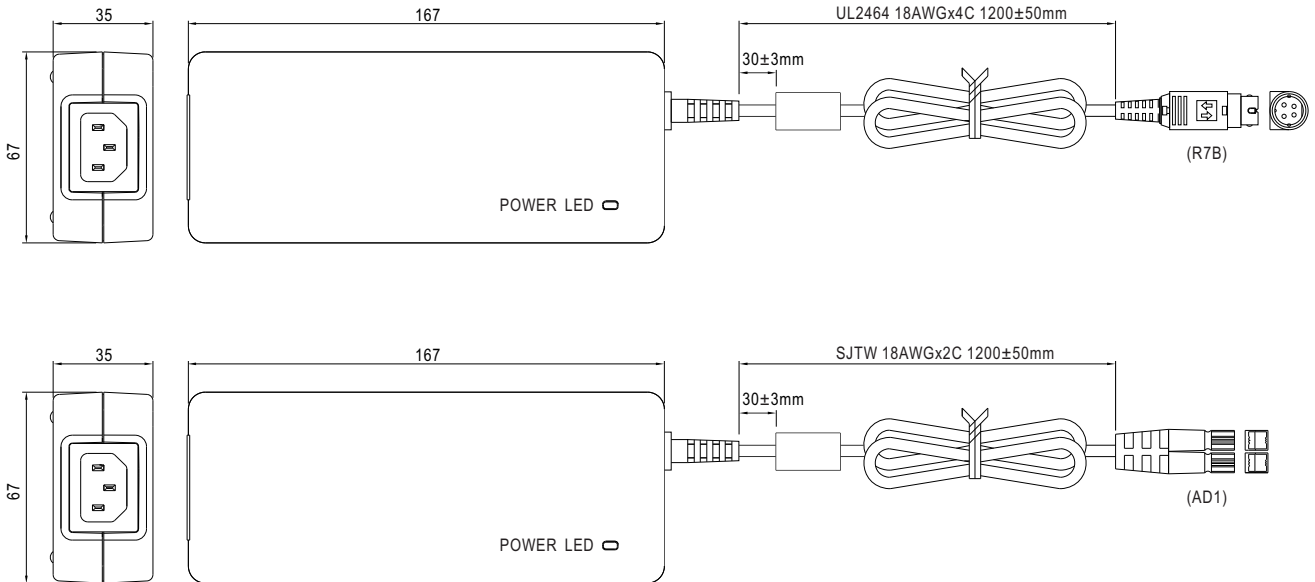 35
167
UL2464 18AWGx4C 1200±50mm
30±3mm
67
(R7B)
POWER LED
35
167
SJTW 18AWGx2C 1200±50mm
30±3mm
67
(AD1)
POWER LED